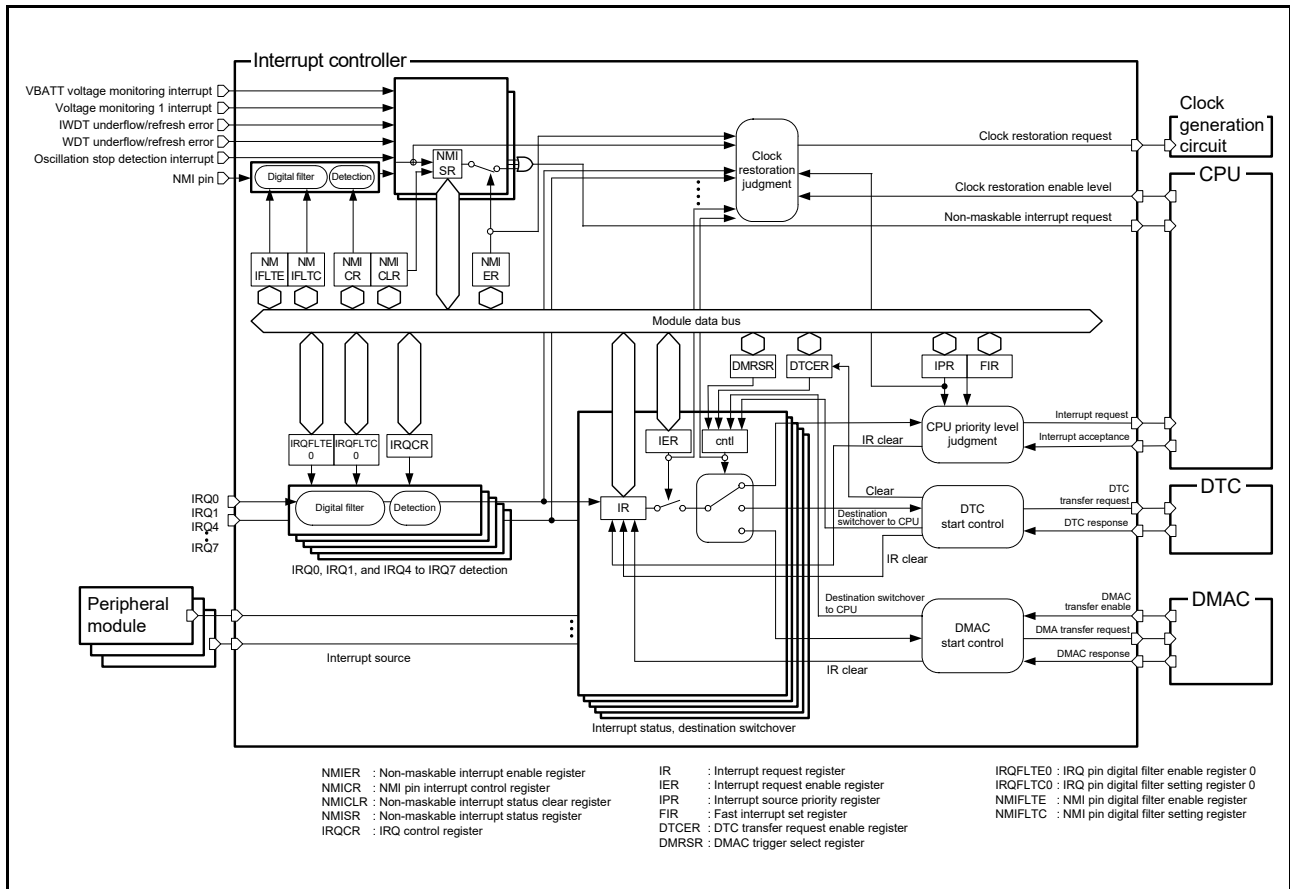 Interrupt controller
VBATT voltage monitoring interrupt
Voltage monitoring 1 interrupt
IWDT underflow/refresh error
WDT underflow/refresh error
Oscillation stop detection interrupt
NMI pin
Digital filter
Detection
NMI
SR
Clock
restoration
judgment
Clock restoration request
Clock restoration enable level
Non-maskable interrupt request
Clock
generation
circuit
CPU
NM
IFLTE
NM
IFLTC
NMI
CR
NMI
CLR
NMI
ER
Module data bus
DMRSR
DTCER
IPR
FIR
IRQFLTE
0
IRQFLTC
0
IRQCR
IER
cntl
CPU priority level
judgment
Interrupt request
Interrupt acceptance
IR clear
IRQ0
IRQ1
IRQ4
IRQ7
Digital filter
Detection
IRQ0, IRQ1, and IRQ4 to IRQ7 detection
IR
Clear
Destination
switchover to CPU
DTC
start control
DTC
transfer request
DTC response
DTC
IR clear
Peripheral
module
Interrupt source
Destination switchover
to CPU
DMAC
start control
DMAC
transfer enable
DMA transfer request
DMAC response
DMAC
IR clear
Interrupt status, destination switchover
NMIER : Non-maskable interrupt enable register
NMICR : NMI pin interrupt control register
NMICLR : Non-maskable interrupt status clear register
NMISR : Non-maskable interrupt status register
IRQCR : IRQ control register
IR : Interrupt request register
IER : Interrupt request enable register
IPR : Interrupt source priority register
FIR : Fast interrupt set register
DTCER : DTC transfer request enable register
DMRSR : DMAC trigger select register
IRQFLTE0 : IRQ pin digital filter enable register 0
IRQFLTC0 : IRQ pin digital filter setting register 0
NMIFLTE : NMI pin digital filter enable register
NMIFLTC : NMI pin digital filter setting register